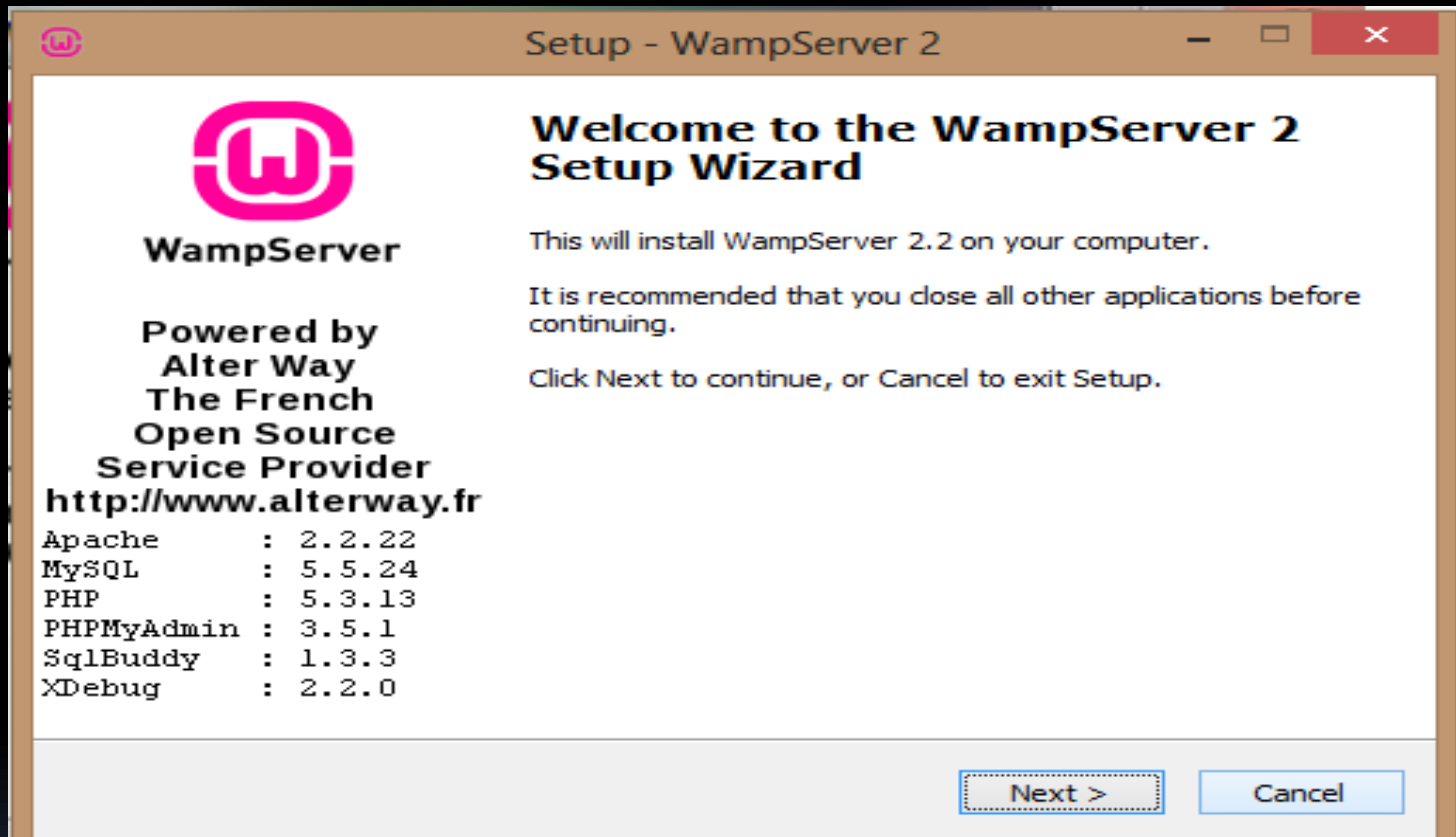 Setup - WampServer 2
WampServer
Powered by
Alter Way
The French
Open Source
Service Provider
http://www.alterway.fr
Apache : 2.2.22
MySQL : 5.5.24
PHP : 5.3.13
PHPMyAdmin : 3.5.1
SqlBuddy : 1.3.3
XDebug : 2.2.0
Welcome to the WampServer 2
Setup Wizard
This will install WampServer 2.2 on your computer.
It is recommended that you close all other applications before
continuing.
Click Next to continue, or Cancel to exit Setup.
Next >
Cancel